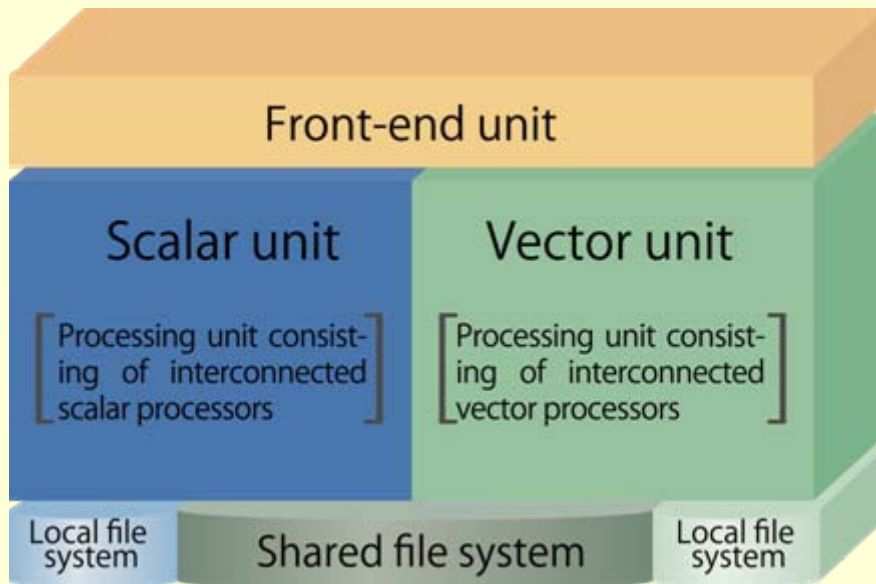 Front-end unit
Scalar unit
[Processing unit consist-
ing of interconnected
scalar processors]
Vector unit
[Processing unit consist-
ing of interconnected
vector processors]
Local file
system
Shared file system
Local file
system